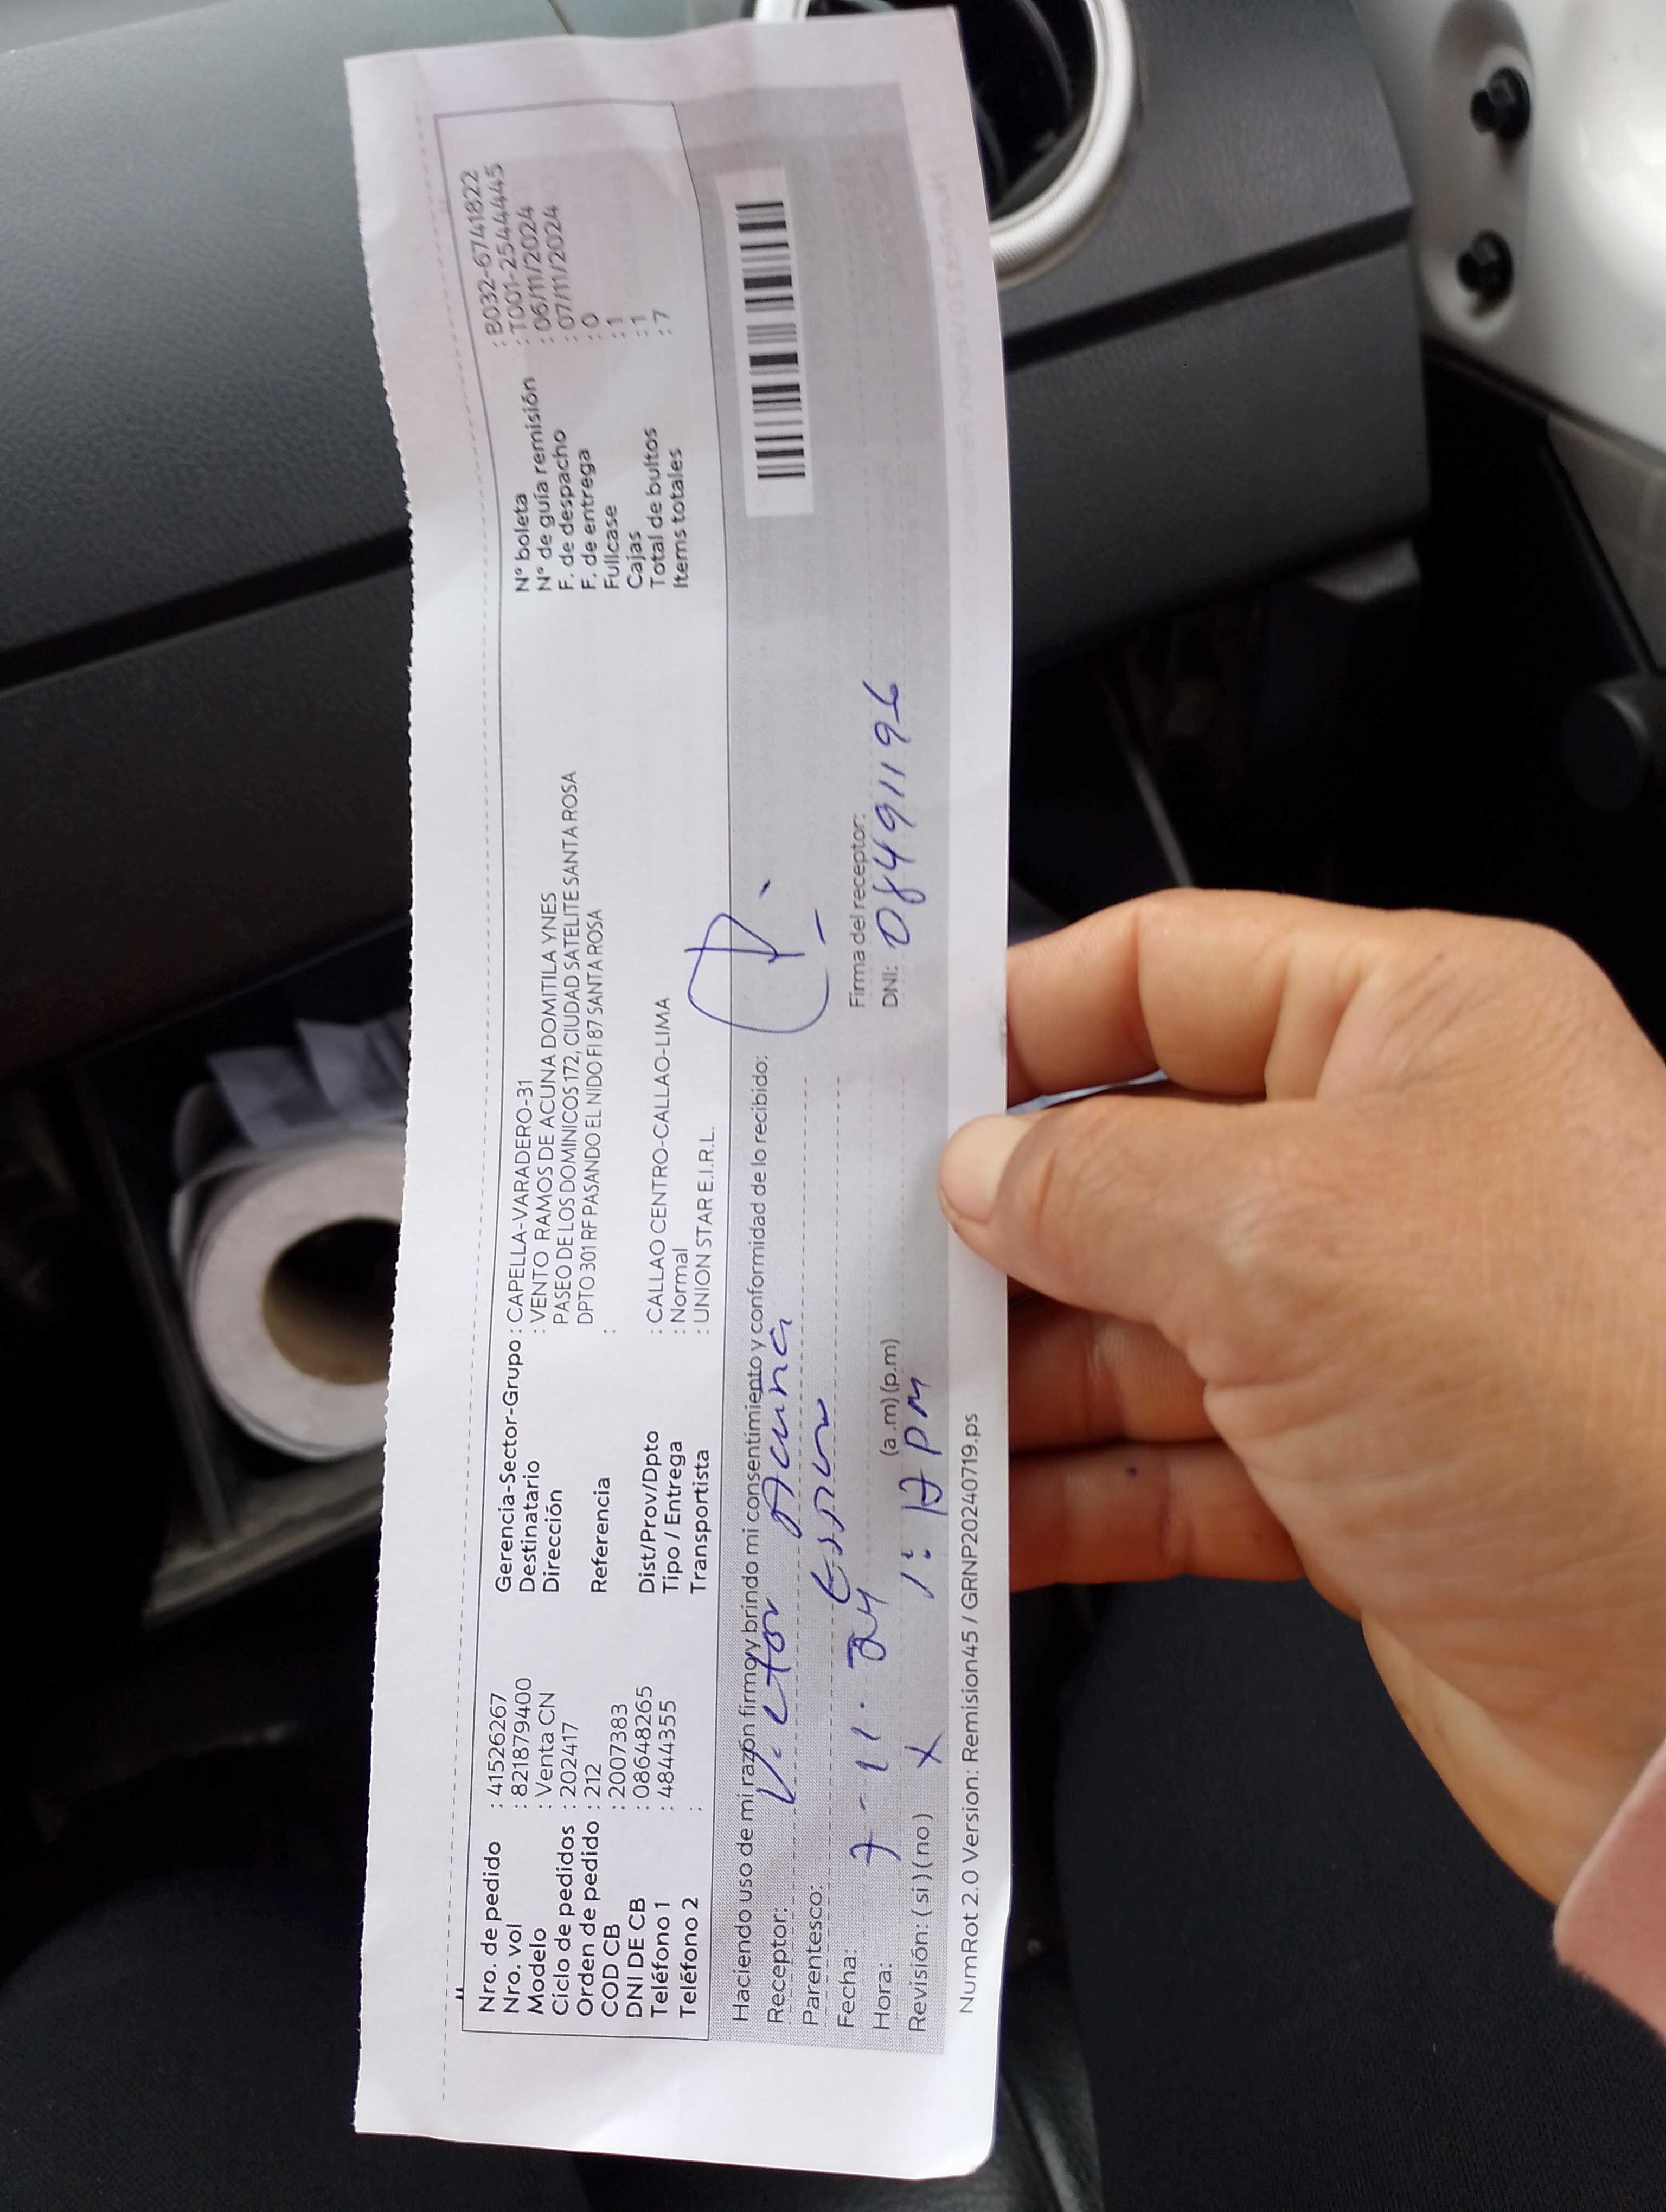 Nro. de pedido : 41526267
Nro. vol : 821879400
Modelo : Venta CN
Ciclo de pedidos : 202417
Orden de pedido : 212
COD CB : 2007383
DNI DE CB : 08648265
Teléfono 1 : 4844355
Teléfono 2 :
Gerencia-Sector-Grupo : CAPELLA-VARADERO-31
Destinatario : VENTO RAMOS DE ACUNA DOMITILA YNES
Dirección PASEO DE LOS DOMINICOS 172, CIUDAD SATELITE SANTA ROSA
DPTO 301 RF PASANDO EL NIDO FI 87 SANTA ROSA
Referencia :
Dist/Prov/Dpto : CALLAO CENTRO-CALLAO-LIMA
Tipo / Entrega : Normal
Transportista : UNION STAR E.I.R.L.
N° boleta : B032-6741822
N° de guía remisión : T001-25444445
F. de despacho : 06/11/2024
F. de entrega : 07/11/2024
Fullcase : 0
Cajas : 1
Total de bultos : 1
Items totales : 7
Haciendo uso de mi razón firmo y brindo mi consentimiento y conformidad de lo recibido:
Receptor: Victor Acuna
Parentesco: Esposo
Fecha: 7-11.24
Hora: 1:12 pm (a.m) (p.m)
Revisión: (si) (no) X
Firma del receptor:
DNI: 08491196
NumRot 2.0 Version: Remision45 / GRNP20240719.ps